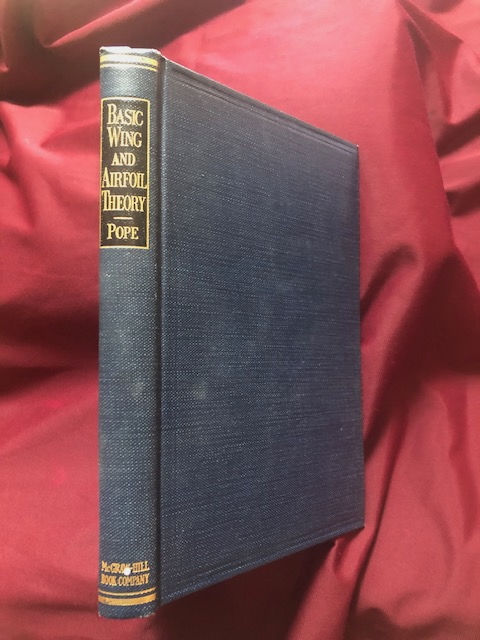 BASIC
WING
AND
AIRFOIL
THEORY
POPE
MCGRAW-HILL
BOOK COMPANY